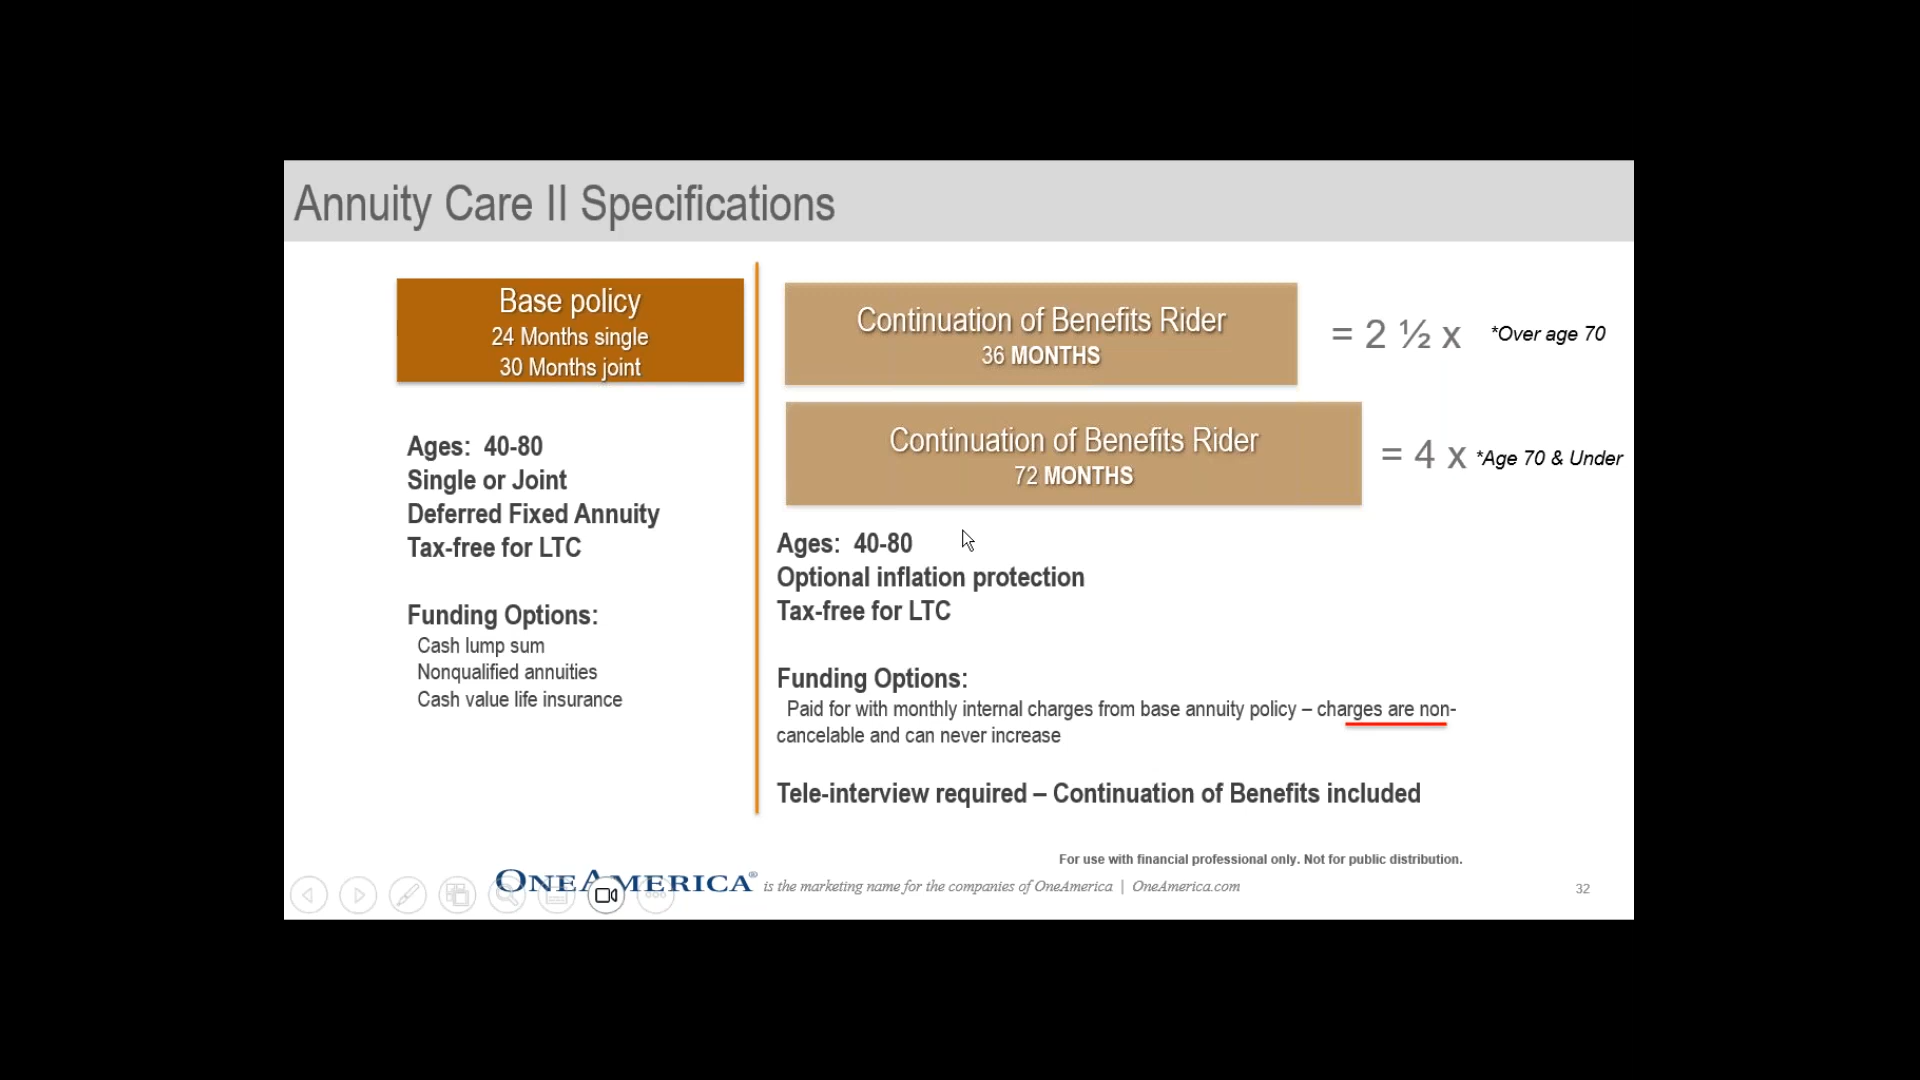 Annuity Care II Specifications
Base policy
24 Months single
30 Months joint
Ages: 40-80
Single or Joint
Deferred Fixed Annuity
Tax-free for LTC
Funding Options:
Cash lump sum
Nonqualified annuities
Cash value life insurance
Continuation of Benefits Rider
36 MONTHS
= 2 ½ x *Over age 70
Continuation of Benefits Rider
72 MONTHS
= 4 x *Age 70 & Under
Ages: 40-80
Optional inflation protection
Tax-free for LTC
Funding Options:
Paid for with monthly internal charges from base annuity policy – charges are non-
cancelable and can never increase
Tele-interview required – Continuation of Benefits included
For use with financial professional only. Not for public distribution.
ONEAMERICA® is the marketing name for the companies of OneAmerica | OneAmerica.com
32